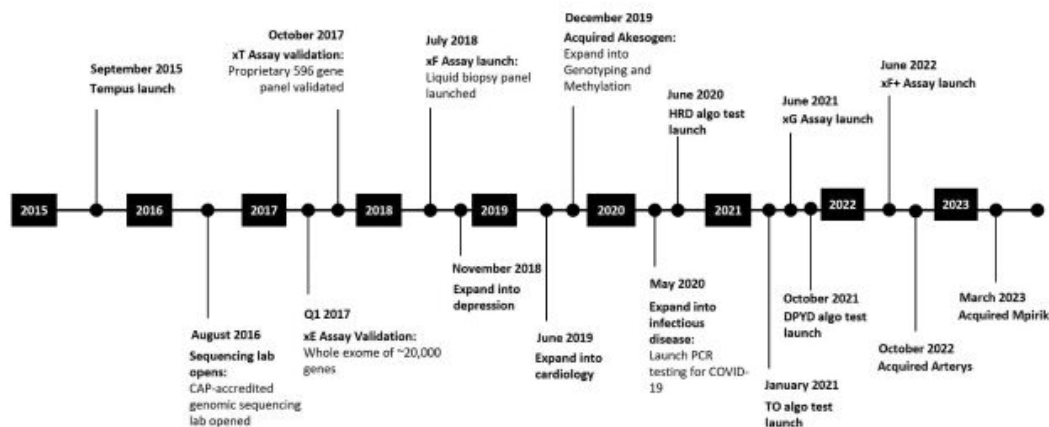 September 2015
Tempus launch
October 2017
xT Assay validation:
Proprietary 596 gene
panel validated
July 2018
xF Assay launch:
Liquid biopsy panel
launched
December 2019
Acquired Akesogen:
Expand into
Genotyping and
Methylation
June 2020
HRD algo test
launch
June 2021
xG Assay launch
June 2022
xF+ Assay launch
2015
2016
2017
2018
2019
2020
2021
2022
2023
August 2016
Sequencing lab
opens:
CAP-accredited
genomic sequencing
lab opened
Q1 2017
xE Assay Validation:
Whole exome of ~20,000
genes
November 2018
Expand into
depression
June 2019
Expand into
cardiology
May 2020
Expand into
infectious
disease:
Launch PCR
testing for COVID-
19
January 2021
TO algo test
launch
October 2021
DPYD algo test
launch
October 2022
Acquired Arterys
March 2023
Acquired Mpirik